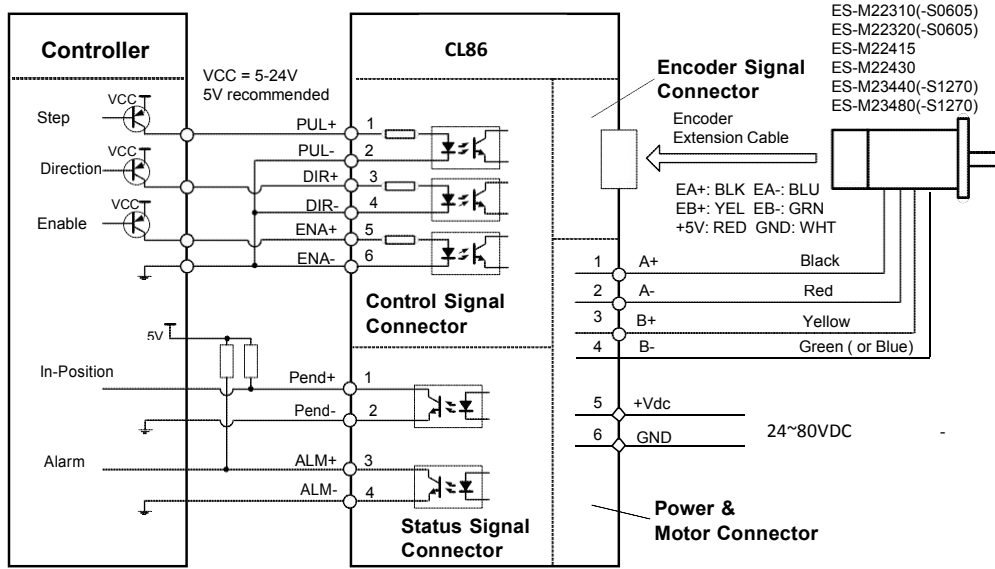 ES-M22310(-S0605)
ES-M22320(-S0605)
ES-M22415
ES-M22430
ES-M23440(-S1270)
ES-M23480(-S1270)
Controller
CL86
VCC = 5-24V
5V recommended
Encoder Signal
Connector
Encoder
Extension Cable
VCC
Step
PUL+ 1
PUL- 2
VCC
Direction
DIR+ 3
DIR- 4
VCC
Enable
ENA+ 5
ENA- 6
EA+: BLK EA-: BLU
EB+: YEL EB-: GRN
+5V: RED GND: WHT
1 A+ Black
2 A- Red
3 B+ Yellow
4 B- Green ( or Blue)
Control Signal
Connector
5V
In-Position
Pend+ 1
Pend- 2
5 +Vdc
6 GND
24~80VDC -
Alarm
ALM+ 3
ALM- 4
Status Signal
Connector
Power &
Motor Connector